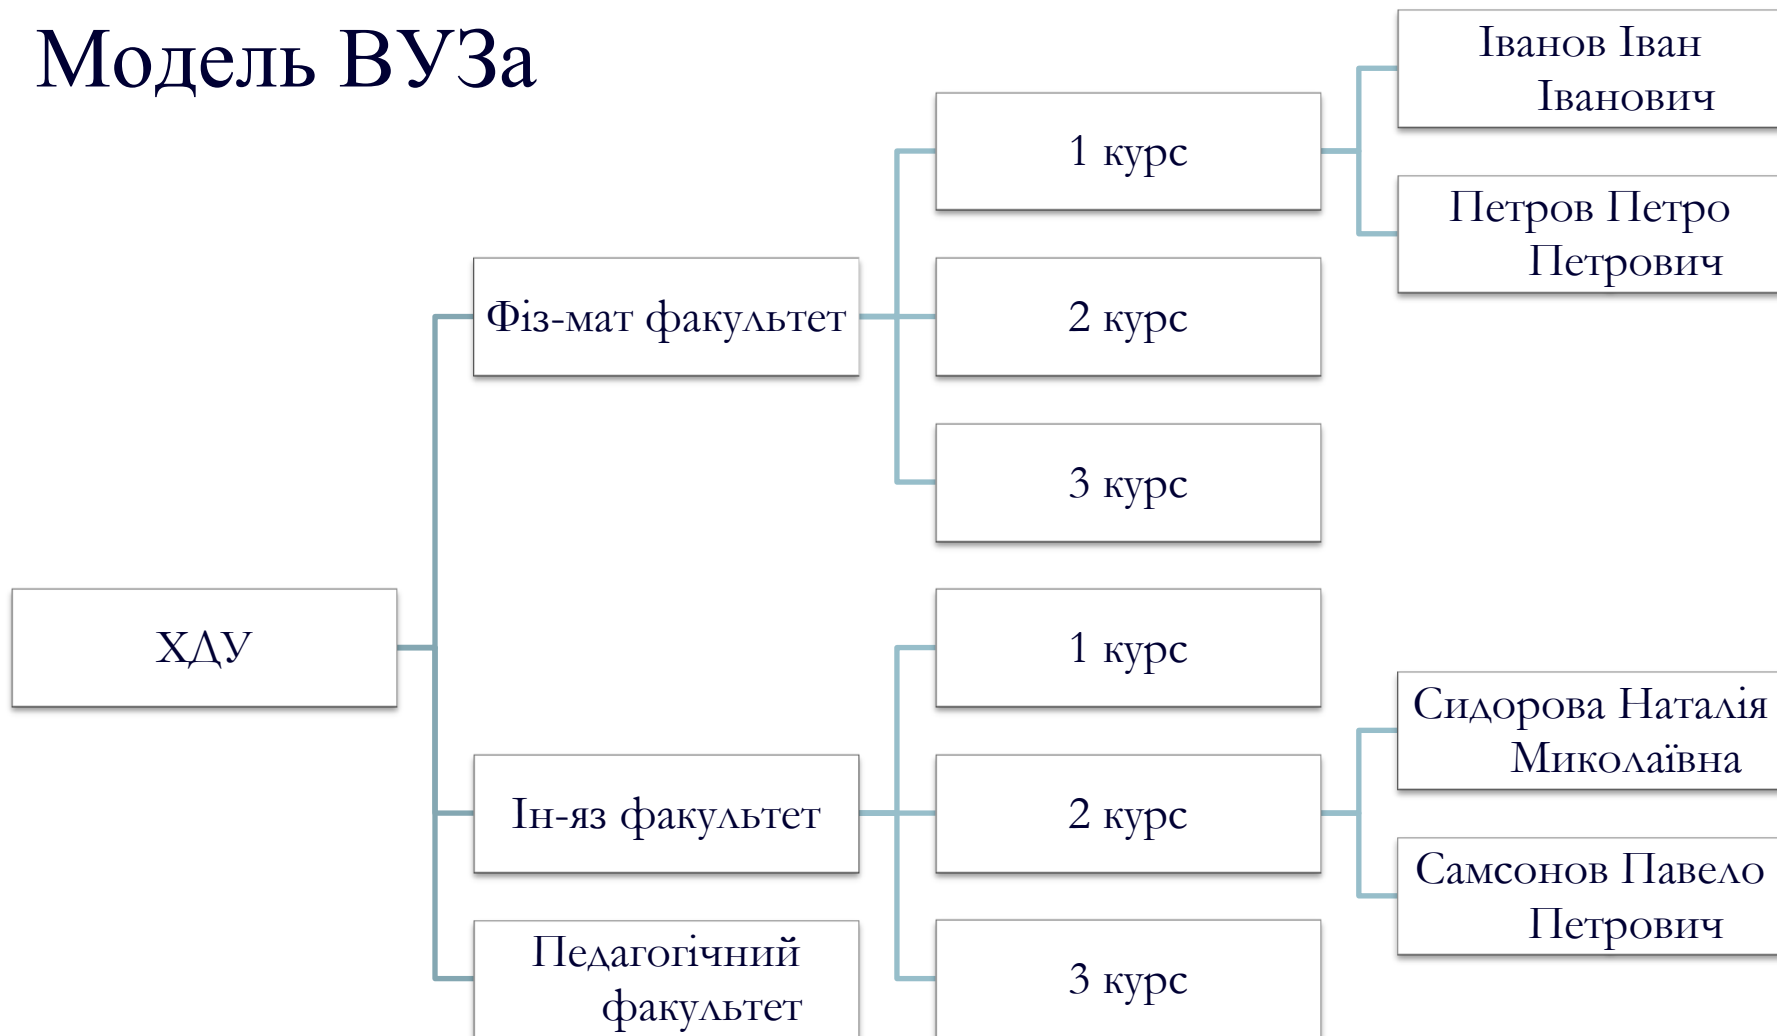 Модель ВУЗа
ХДУ
Фіз-мат факультет
1 курс
Іванов Іван
Іванович
Петров Петро
Петрович
2 курс
3 курс
Ін-яз факультет
1 курс
2 курс
Сидорова Наталія
Миколаївна
Самсонов Павело
Петрович
3 курс
Педагогічний
факультет